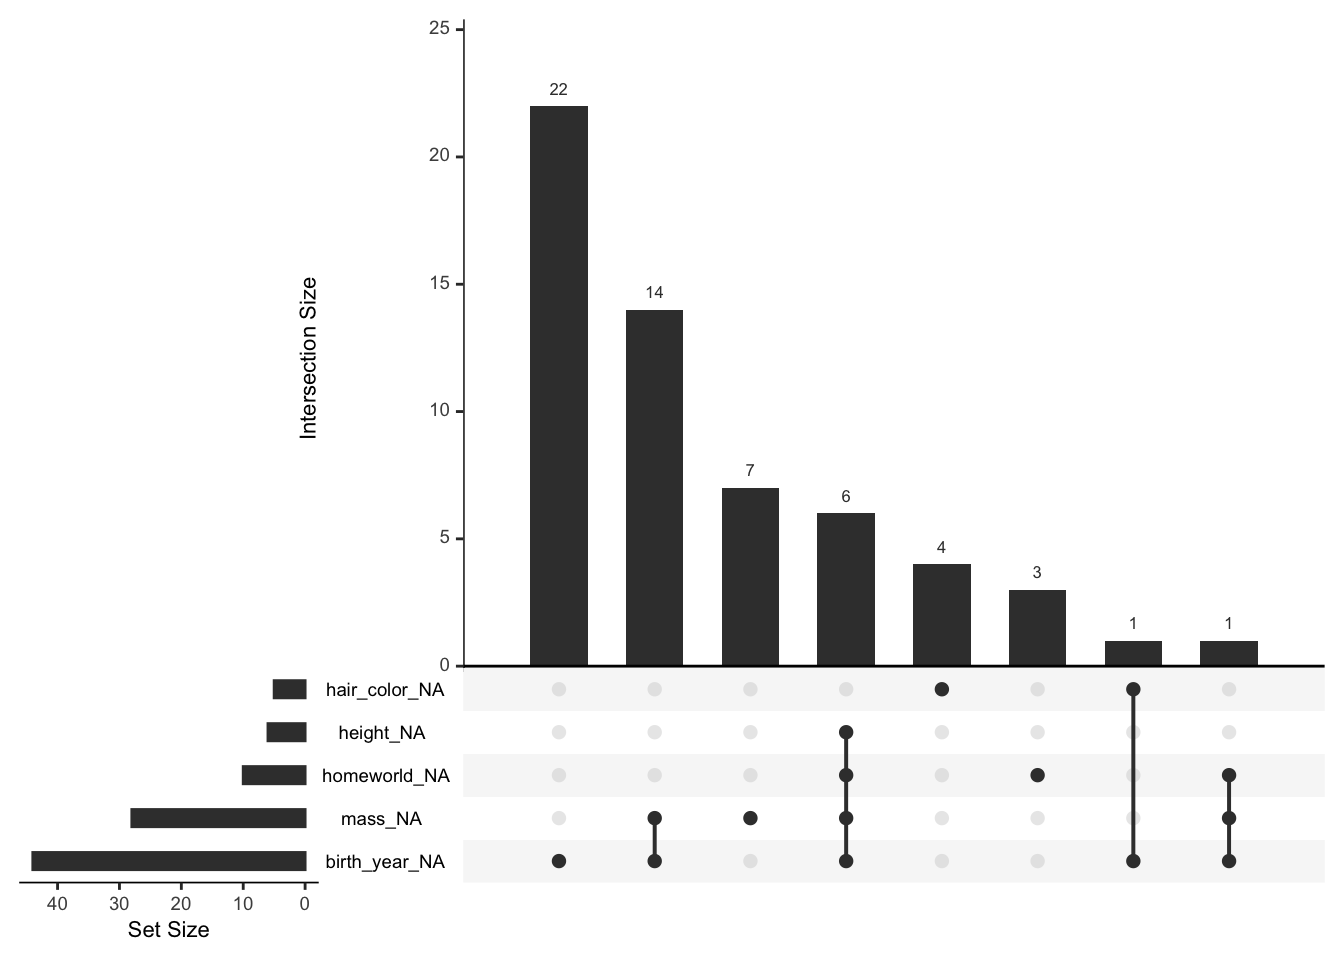 25
22
20
15
14
Intersection Size
10
7
6
5
4
3
1
1
0
hair_color_NA
height_NA
homeworld_NA
mass_NA
birth_year_NA
40 30 20 10 0
Set Size